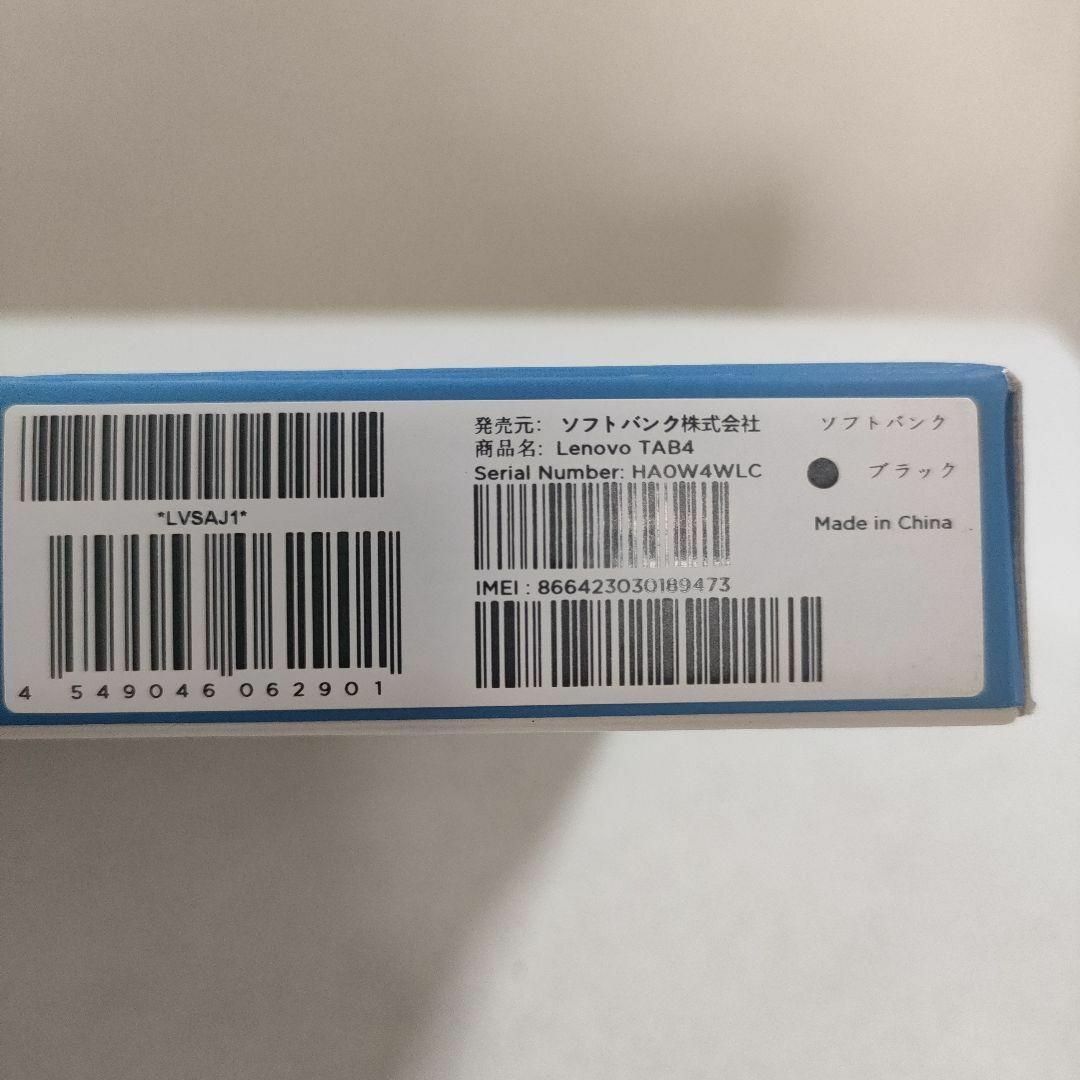 *LVSAJ1*
4 549046 062901
発売元: ソフトバンク株式会社
商品名: Lenovo TAB4
Serial Number: HA0W4WLC
IMEI : 866423030189473
ソフトバンク
ブラック
Made in China